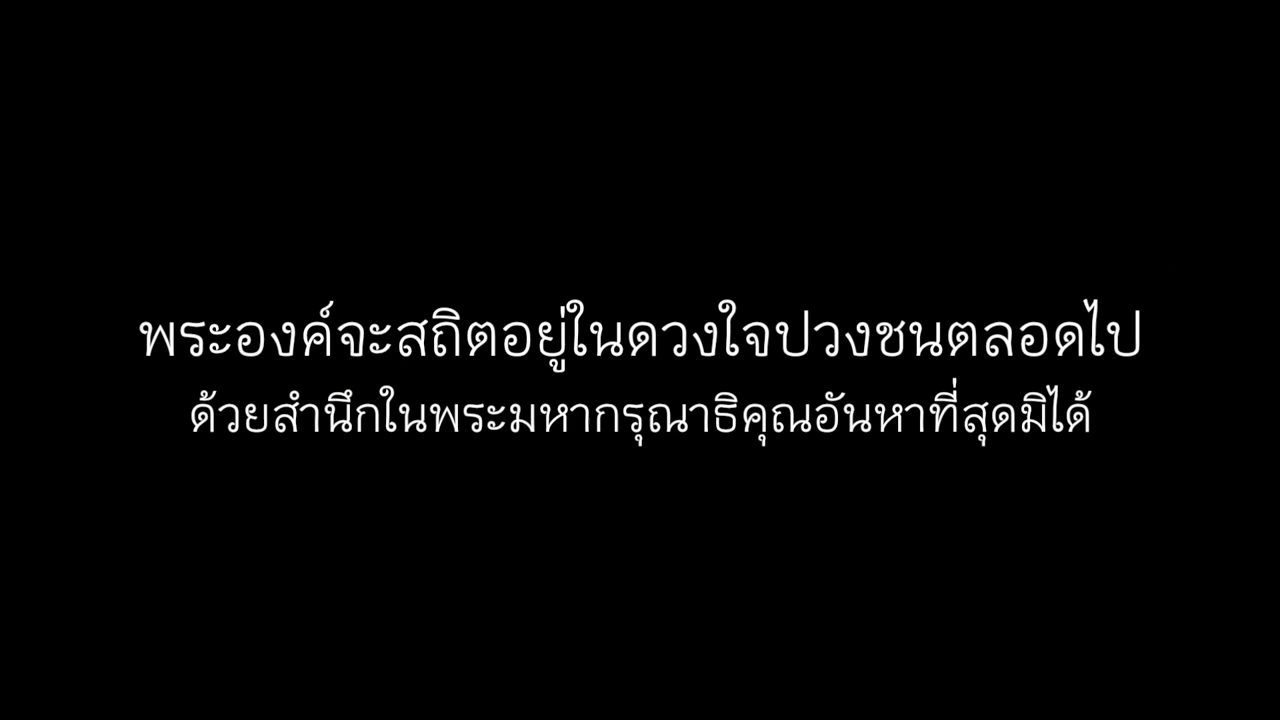 พระองค์จะสถิตอยู่ในดวงใจปวงชนตลอดไป
ด้วยสำนึกในพระมหากรุณาธิคุณอันหาที่สุดมิได้